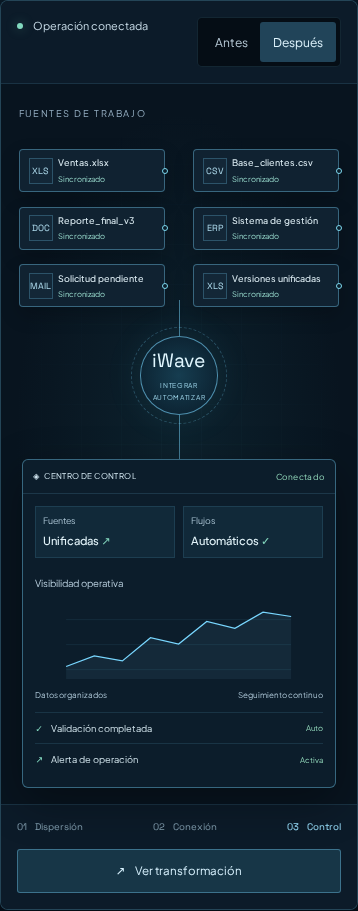 Operación conectada
Antes
Después
FUENTES DE TRABAJO
XLS
Ventas.xlsx
Sincronizado
CSV
Base_clientes.csv
Sincronizado
DOC
Reporte_final_v3
Sincronizado
ERP
Sistema de gestión
Sincronizado
MAIL
Solicitud pendiente
Sincronizado
XLS
Versiones unificadas
Sincronizado
iWave
INTEGRAR
AUTOMATIZAR
◈ CENTRO DE CONTROL
Conectado
Fuentes
Unificadas ↗
Flujos
Automáticos ✓
Visibilidad operativa
Datos organizados
Seguimiento continuo
✓ Validación completada
Auto
↗ Alerta de operación
Activa
01 Dispersión
02 Conexión
03 Control
↗ Ver transformación